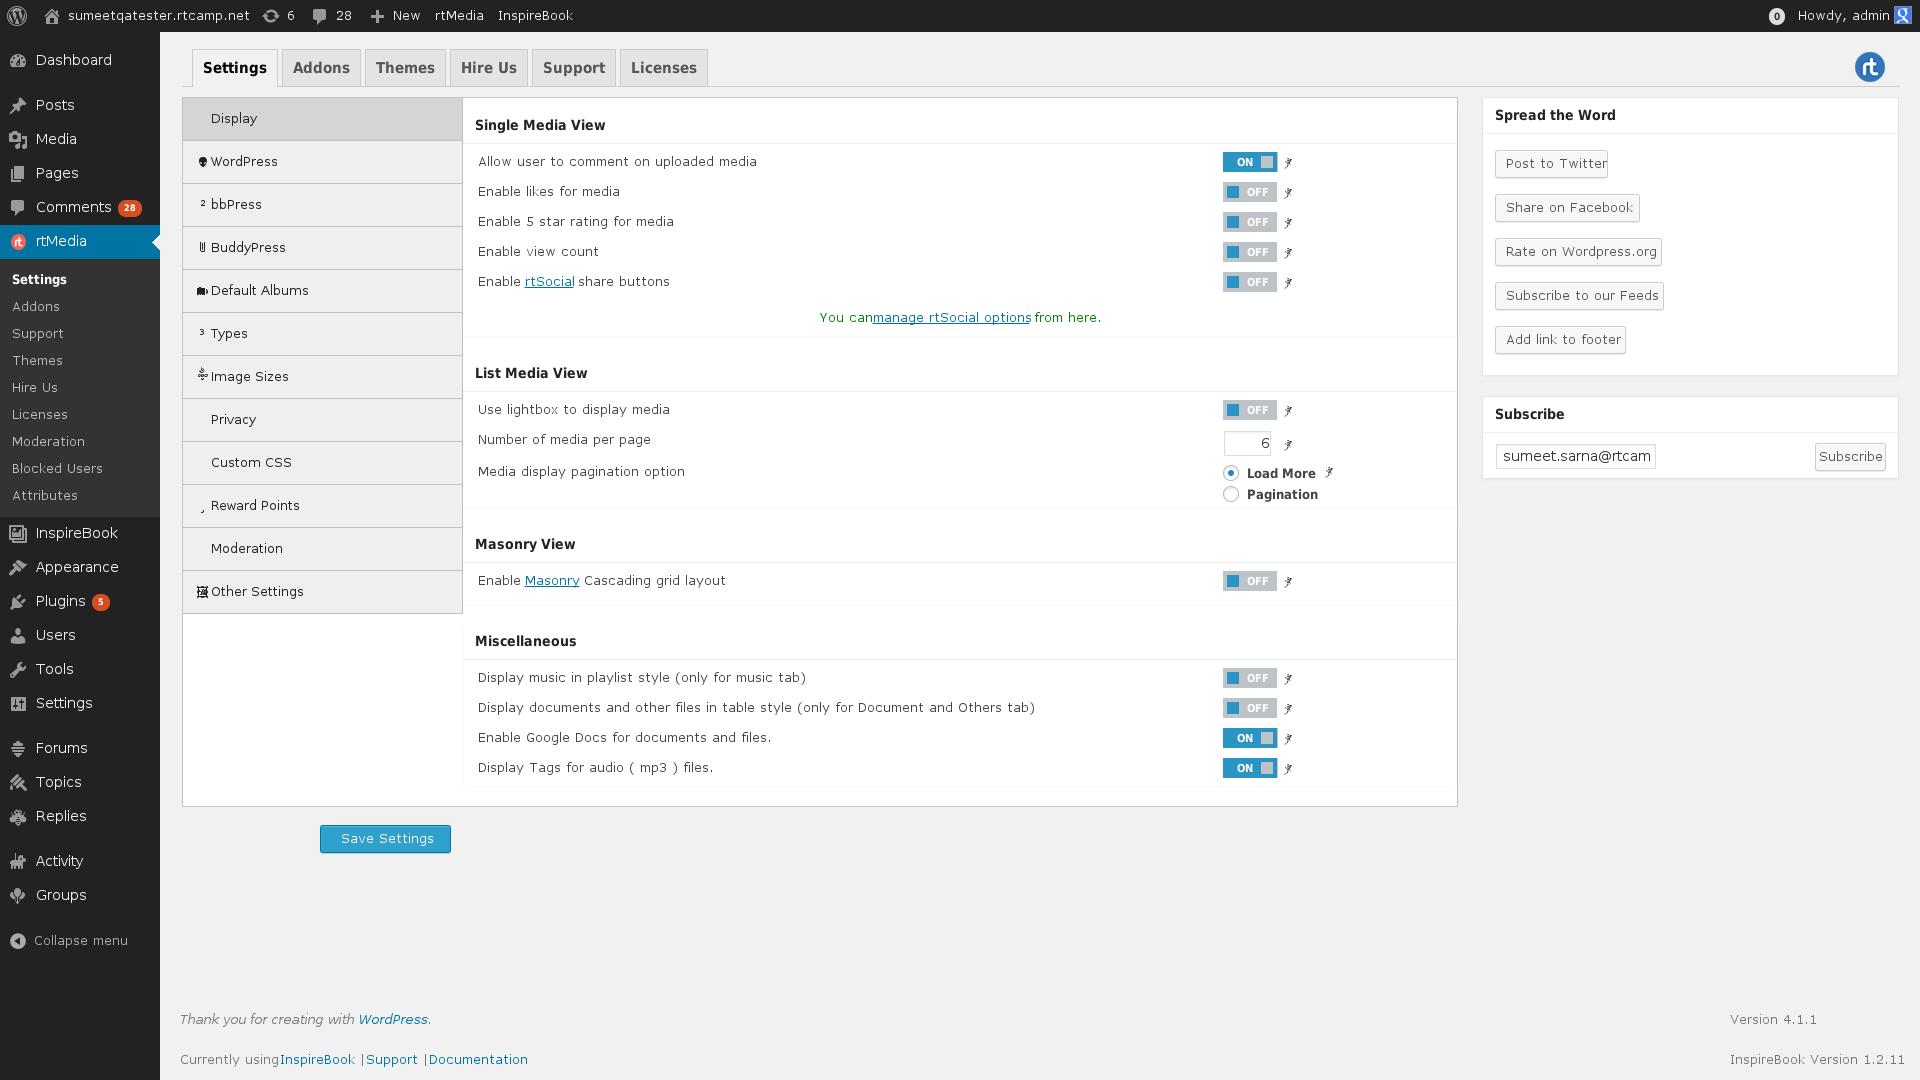 sumeetqatester.rtcamp.net 6 28 New rtMedia InspireBook 0 Howdy, admin
Dashboard
Posts
Media
Pages
Comments 28
rtMedia
Settings
Addons
Support
Themes
Hire Us
Licenses
Moderation
Blocked Users
Attributes
InspireBook
Appearance
Plugins 5
Users
Tools
Settings
Forums
Topics
Replies
Activity
Groups
Collapse menu
Settings Addons Themes Hire Us Support Licenses
rt
Display
WordPress
2 bbPress
BuddyPress
Default Albums
3 Types
Image Sizes
Privacy
Custom CSS
Reward Points
Moderation
Other Settings
Single Media View
Allow user to comment on uploaded media ON
Enable likes for media OFF
Enable 5 star rating for media OFF
Enable view count OFF
Enable rtSocial share buttons OFF
You can manage rtSocial options from here.
List Media View
Use lightbox to display media OFF
Number of media per page 6
Media display pagination option Load More
Pagination
Masonry View
Enable Masonry Cascading grid layout OFF
Miscellaneous
Display music in playlist style (only for music tab) OFF
Display documents and other files in table style (only for Document and Others tab) OFF
Enable Google Docs for documents and files. ON
Display Tags for audio ( mp3 ) files. ON
Save Settings
Spread the Word
Post to Twitter
Share on Facebook
Rate on Wordpress.org
Subscribe to our Feeds
Add link to footer
Subscribe
sumeet.sarna@rtcam Subscribe
Thank you for creating with WordPress. Version 4.1.1
Currently using InspireBook | Support | Documentation InspireBook Version 1.2.11